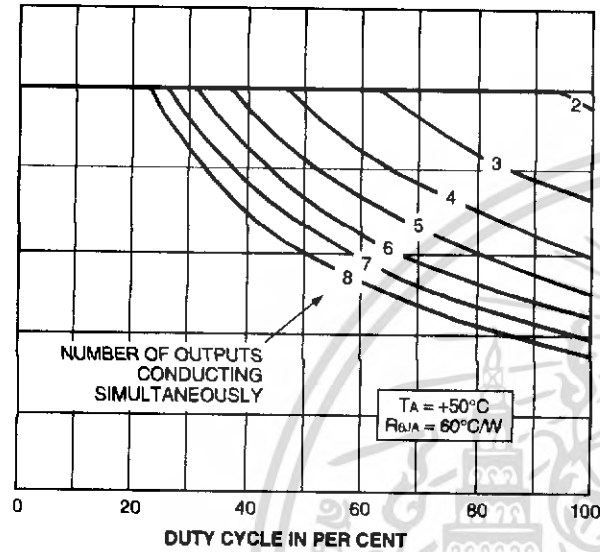 2
3
4
5
6
7
8
NUMBER OF OUTPUTS
CONDUCTING
SIMULTANEOUSLY
TA = +50°C
RθJA = 60°C/W
0 20 40 60 80 100
DUTY CYCLE IN PER CENT